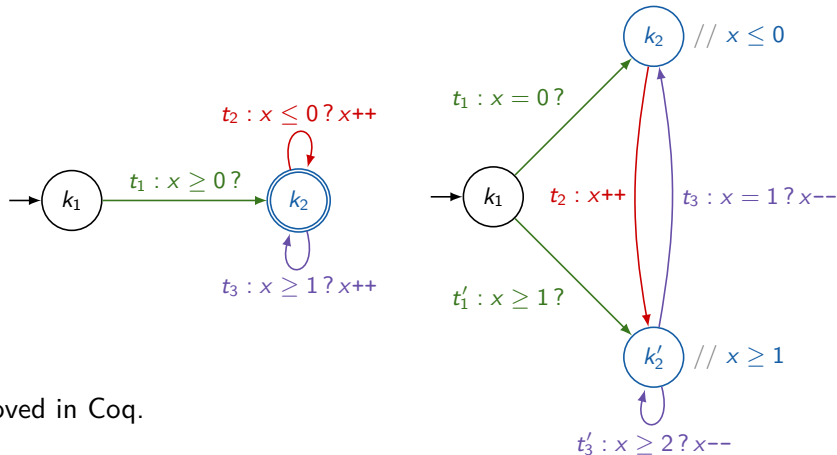 k₂ // x ≤ 0
t₂ : x ≤ 0 ? x++
t₁ : x = 0 ?
k₁
t₁ : x ≥ 0 ?
k₂
k₁
t₂ : x++
t₃ : x = 1 ? x--
t₃ : x ≥ 1 ? x++
t′₁ : x ≥ 1 ?
k′₂ // x ≥ 1
oved in Coq.
t′₃ : x ≥ 2 ? x--